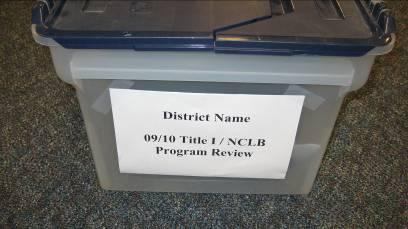 District Name
09/10 Title I / NCLB
Program Review